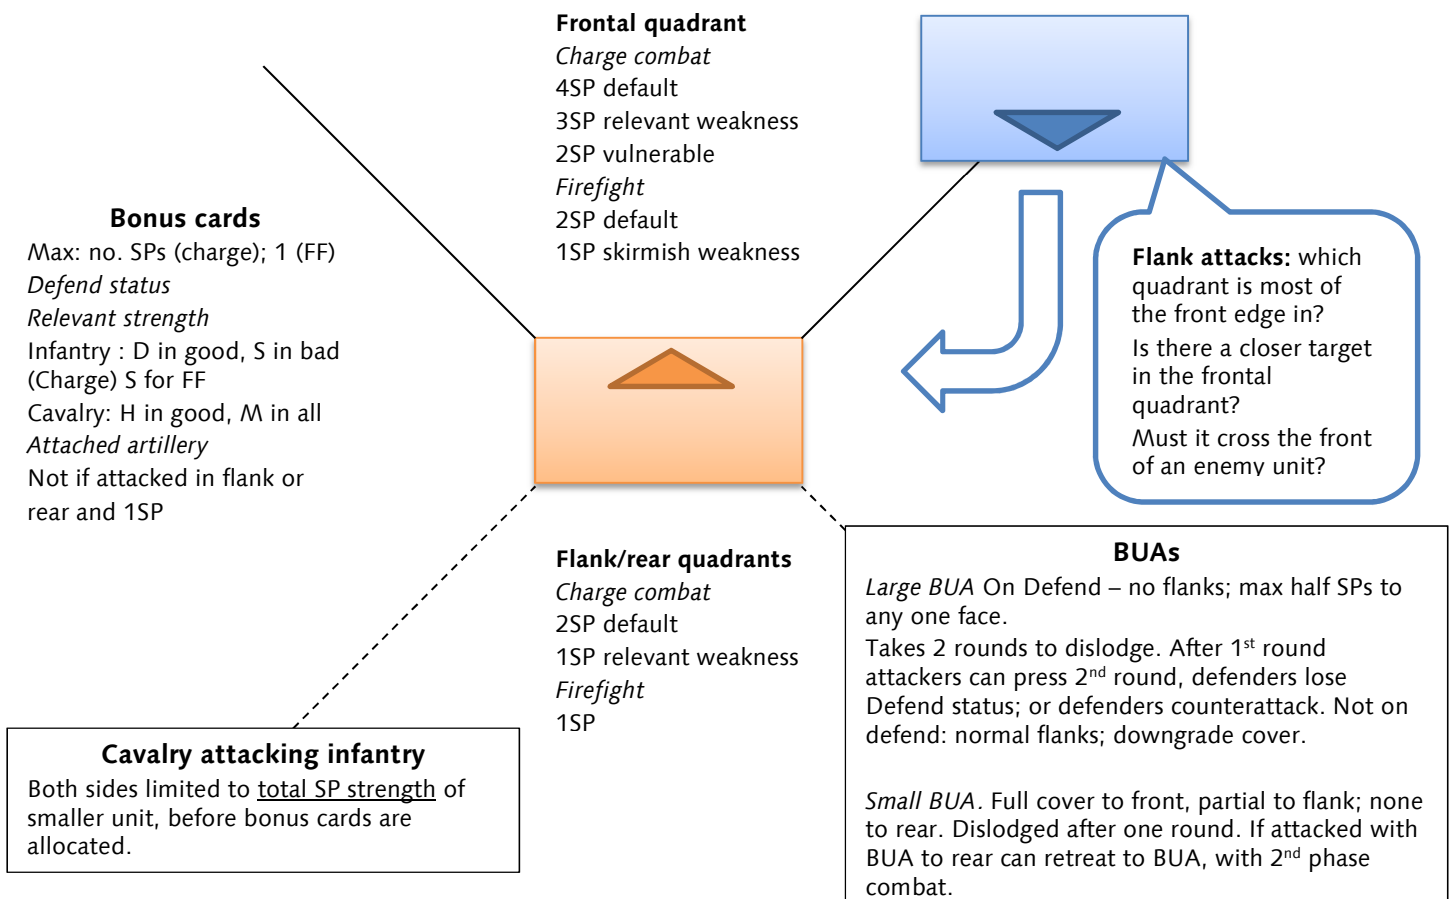 Frontal quadrant
Charge combat
4SP default
3SP relevant weakness
2SP vulnerable
Firefight
2SP default
1SP skirmish weakness
Bonus cards
Max: no. SPs (charge); 1 (FF)
Defend status
Relevant strength
Infantry : D in good, S in bad
(Charge) S for FF
Cavalry: H in good, M in all
Attached artillery
Not if attacked in flank or
rear and 1SP
Flank attacks: which
quadrant is most of
the front edge in?
Is there a closer target
in the frontal
quadrant?
Must it cross the front
of an enemy unit?
Flank/rear quadrants
Charge combat
2SP default
1SP relevant weakness
Firefight
1SP
Cavalry attacking infantry
Both sides limited to total SP strength of
smaller unit, before bonus cards are
allocated.
BUAs
Large BUA On Defend – no flanks; max half SPs to
any one face.
Takes 2 rounds to dislodge. After 1st round
attackers can press 2nd round, defenders lose
Defend status; or defenders counterattack. Not on
defend: normal flanks; downgrade cover.
Small BUA. Full cover to front, partial to flank; none
to rear. Dislodged after one round. If attacked with
BUA to rear can retreat to BUA, with 2nd phase
combat.